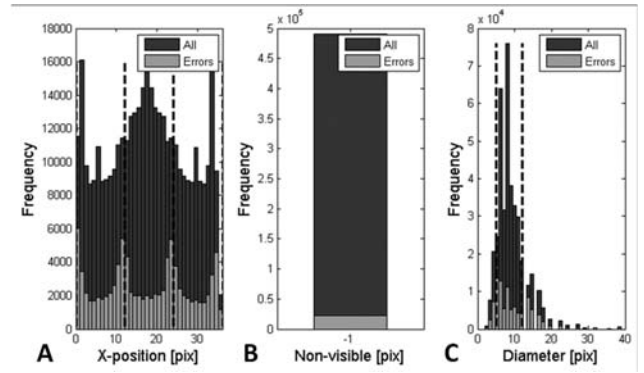 18000
16000
14000
12000
10000
8000
6000
4000
2000
0
Frequency
All
Errors
0
10
20
30
A
X-position [pix]
x 10^5
5
4.5
4
3.5
3
2.5
2
1.5
1
0.5
0
Frequency
All
Errors
-1
B
Non-visible [pix]
x 10^4
8
7
6
5
4
3
2
1
0
Frequency
All
Errors
0
10
20
30
40
C
Diameter [pix]